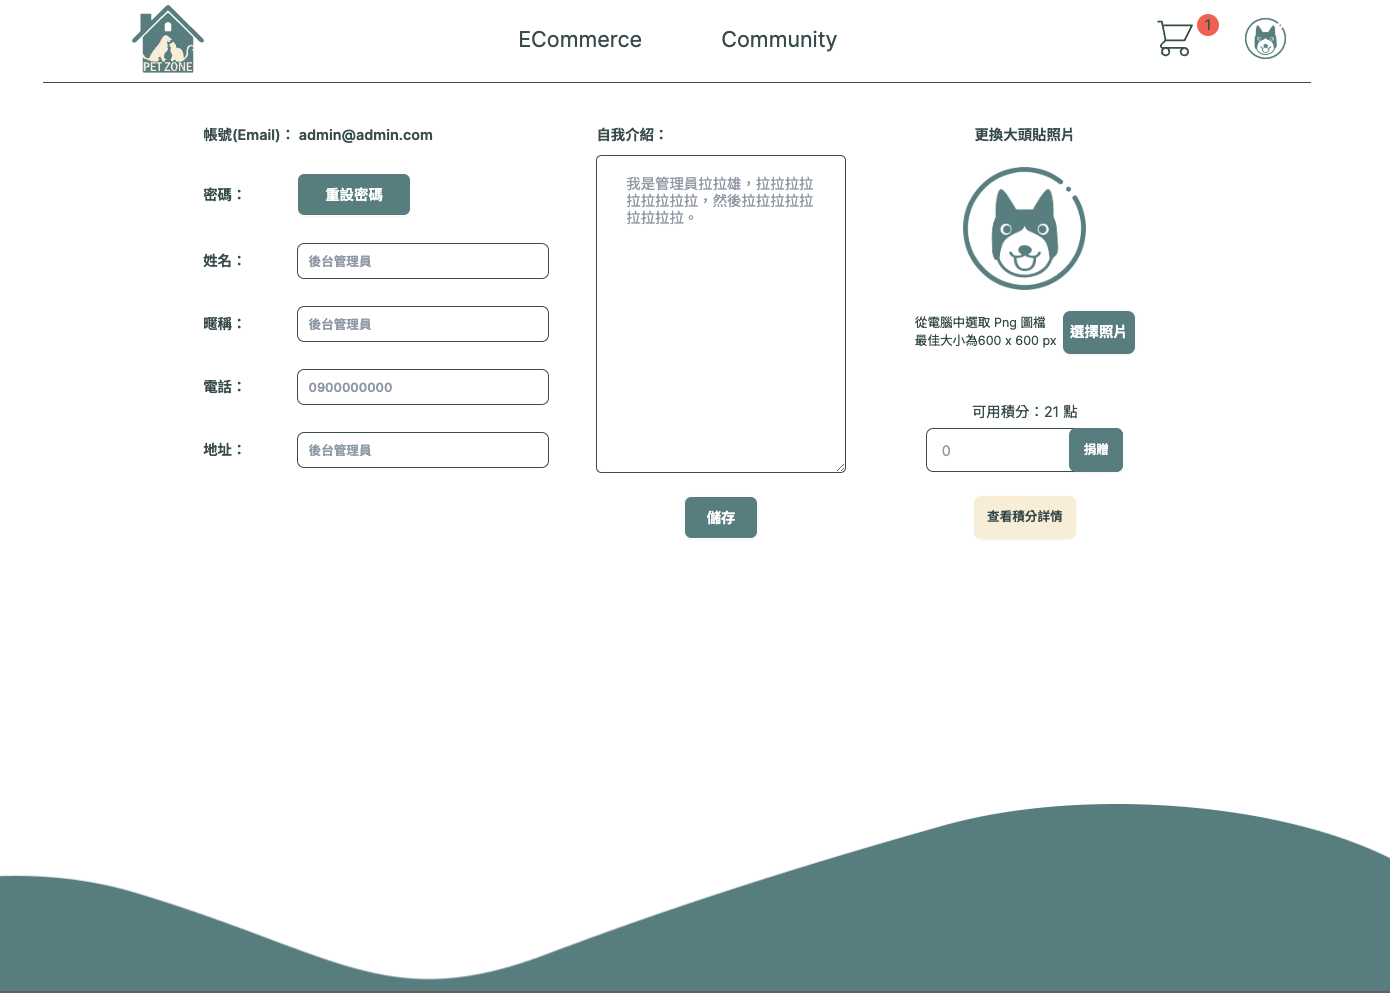 PET ZONE
ECommerce
Community
1
帳號(Email)： admin@admin.com
密碼：
重設密碼
姓名：
後台管理員
暱稱：
後台管理員
電話：
0900000000
地址：
後台管理員
自我介紹：
我是管理員拉拉雄，拉拉拉拉
拉拉拉拉拉，然後拉拉拉拉拉
拉拉拉拉。
儲存
更換大頭貼照片
從電腦中選取 Png 圖檔
最佳大小為600 x 600 px
選擇照片
可用積分：21 點
0
捐贈
查看積分詳情